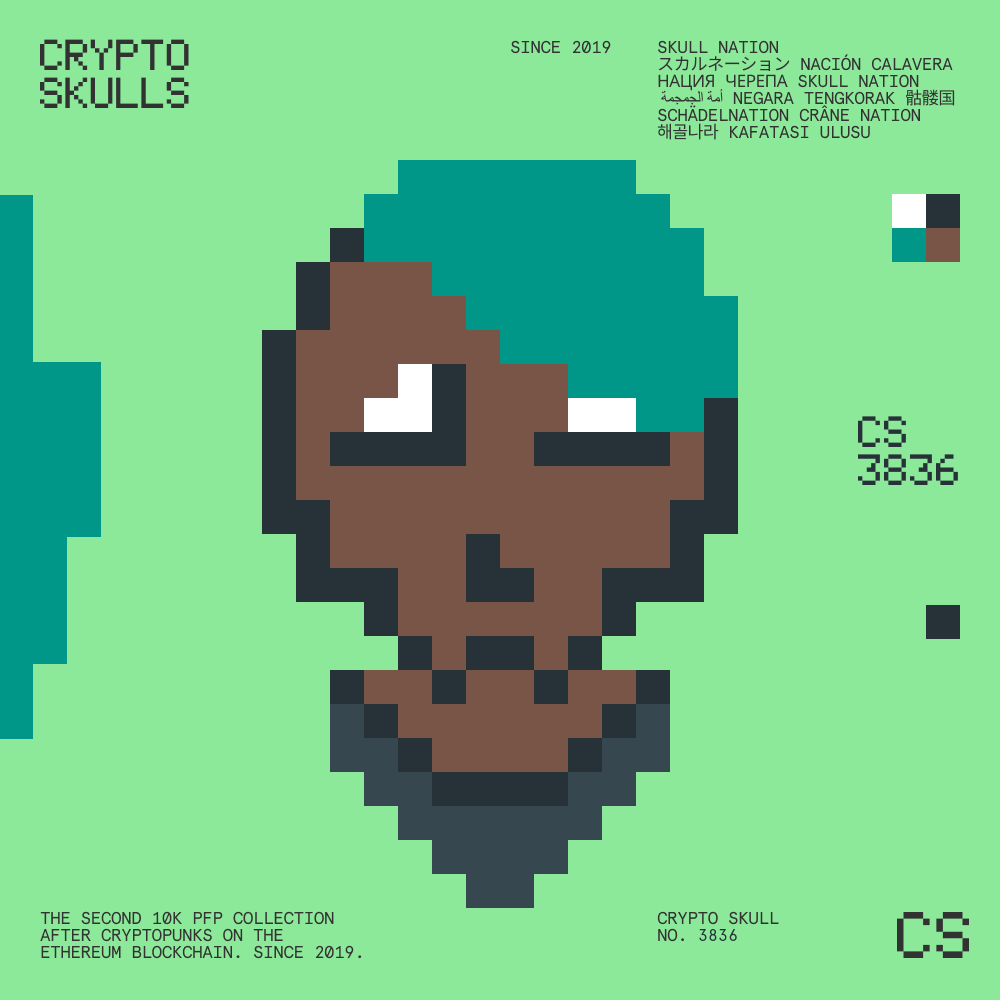 CRYPTO
SKULLS
SINCE 2019
SKULL NATION
スカルネーション NACIÓN CALAVERA
НАЦИЯ ЧЕРЕПА SKULL NATION
أمة الجمجمة NEGARA TENGKORAK 骷髅国
SCHÄDELNATION CRÂNE NATION
해골나라 KAFATASI ULUSU
CS
3836
THE SECOND 10K PFP COLLECTION
AFTER CRYPTOPUNKS ON THE
ETHEREUM BLOCKCHAIN. SINCE 2019.
CRYPTO SKULL
NO. 3836
CS